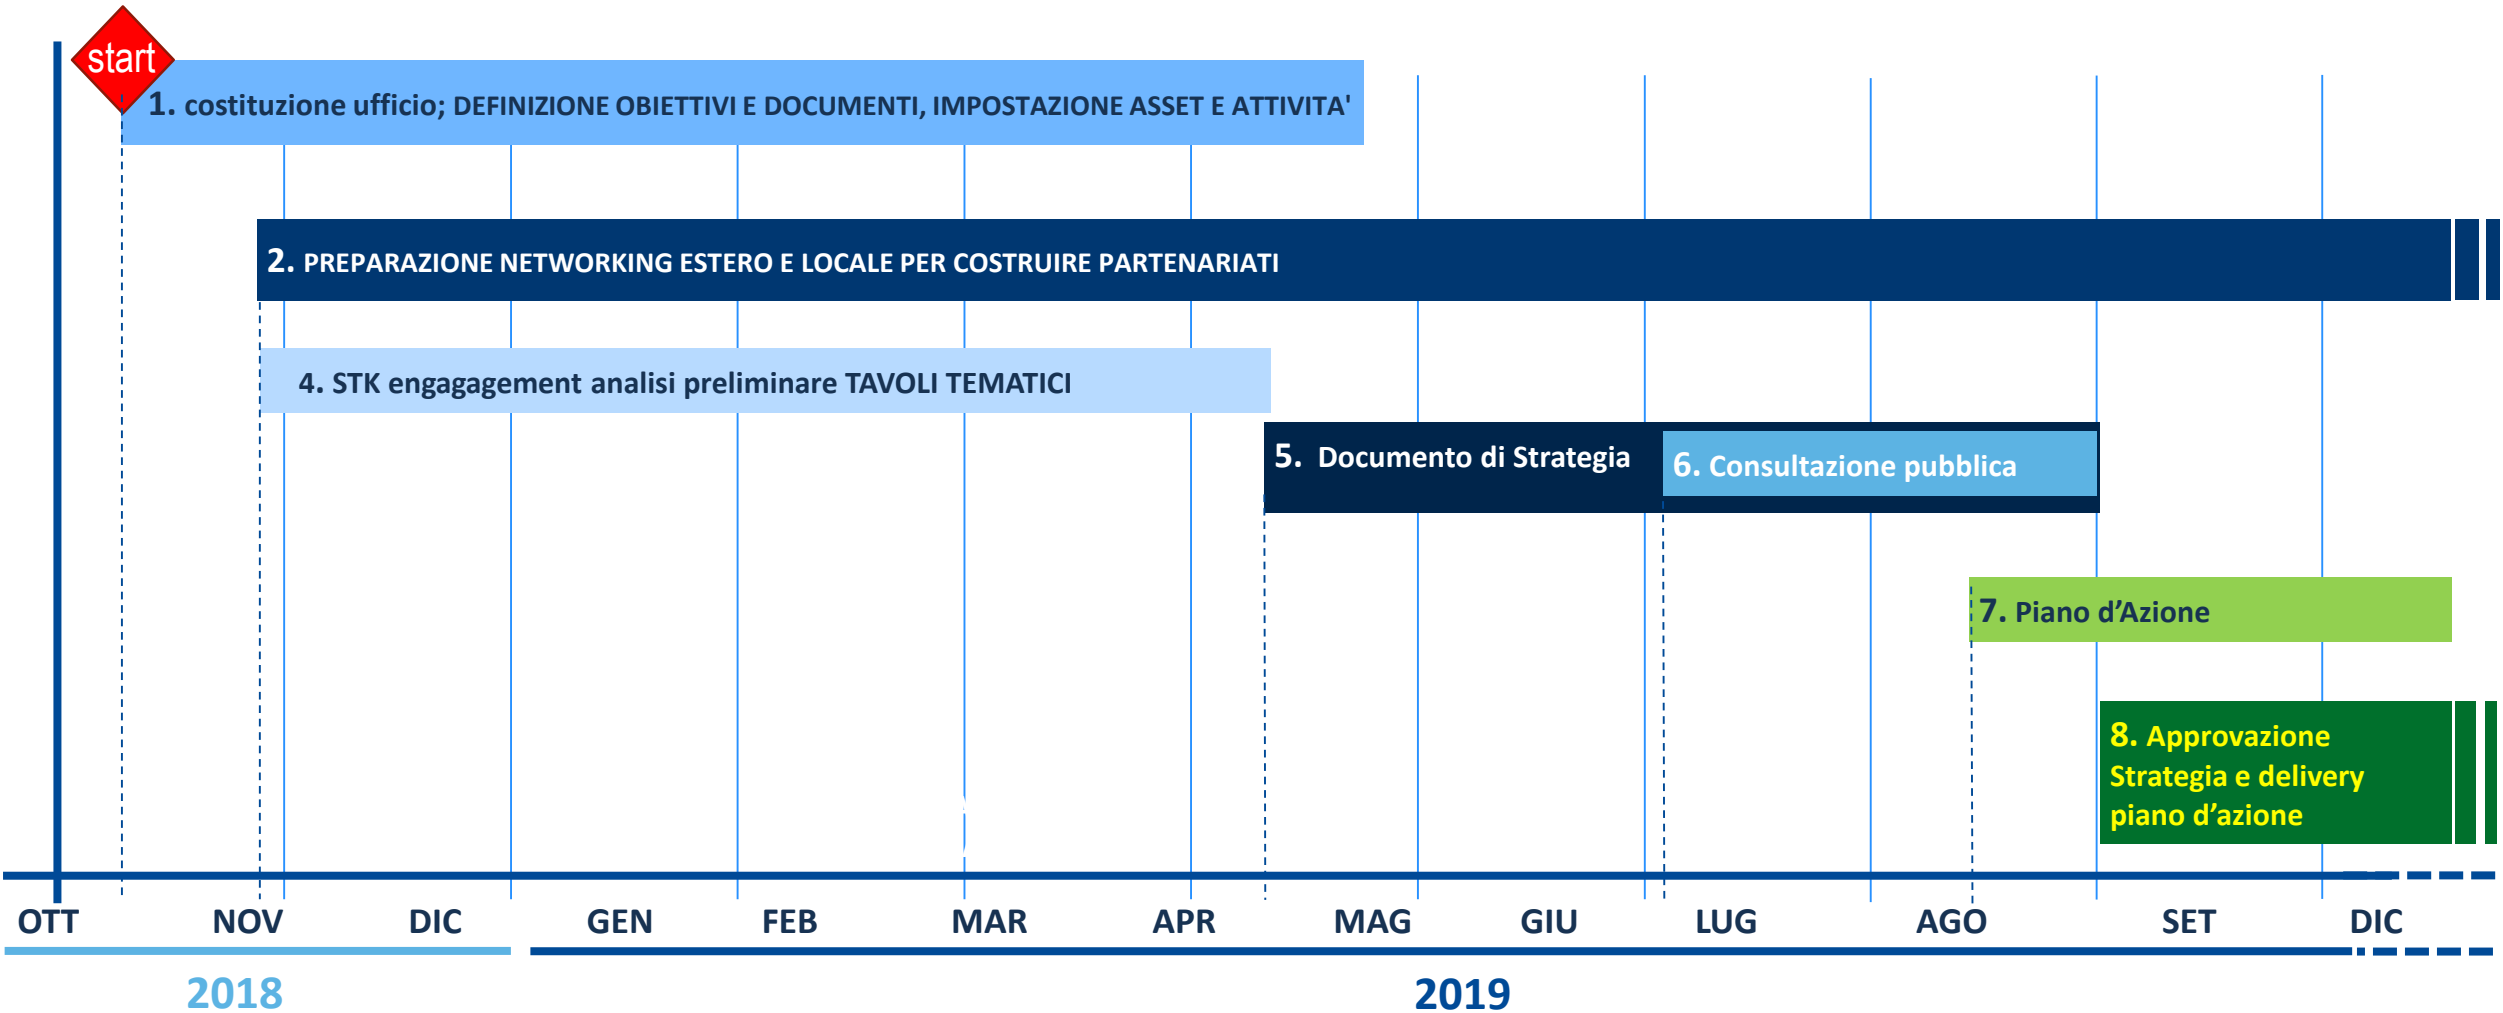 start
1. costituzione ufficio; DEFINIZIONE OBIETTIVI E DOCUMENTI, IMPOSTAZIONE ASSET E ATTIVITA'
2. PREPARAZIONE NETWORKING ESTERO E LOCALE PER COSTRUIRE PARTENARIATI
4. STK engagagement analisi preliminare TAVOLI TEMATICI
5. Documento di Strategia
6. Consultazione pubblica
7. Piano d’Azione
8. Approvazione
Strategia e delivery
piano d’azione
OTT NOV DIC GEN FEB MAR APR MAG GIU LUG AGO SET DIC
2018 2019